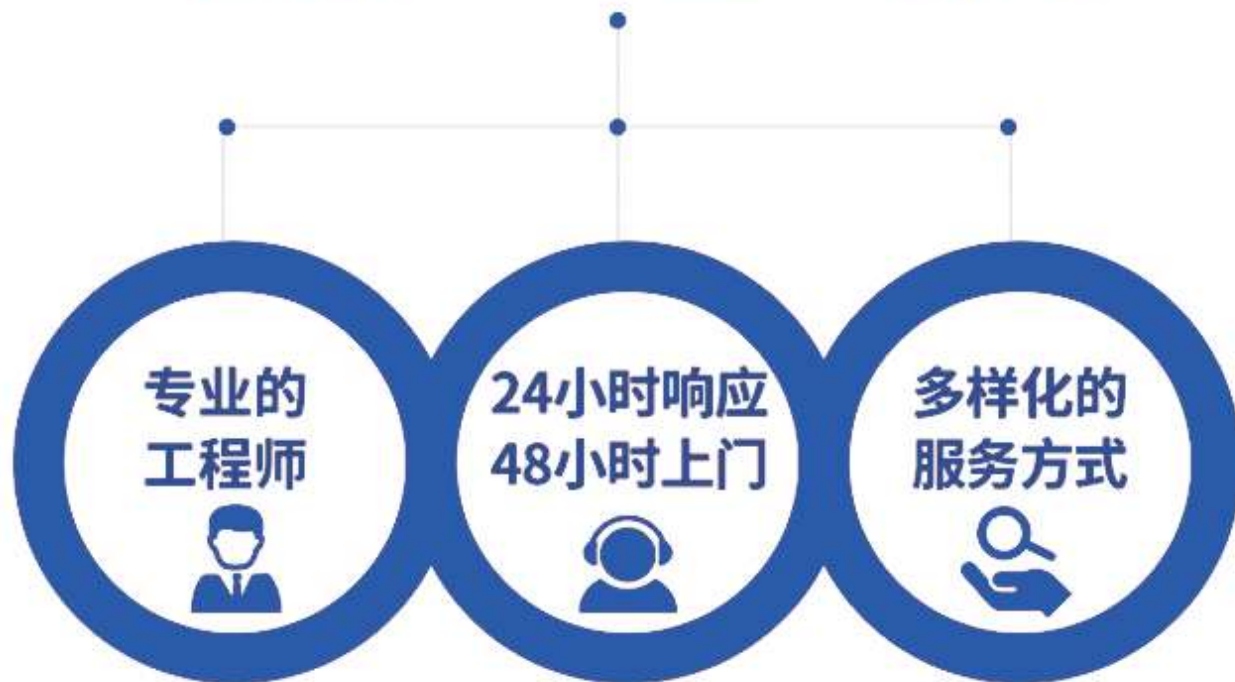 专业的
工程师
24小时响应
48小时上门
多样化的
服务方式